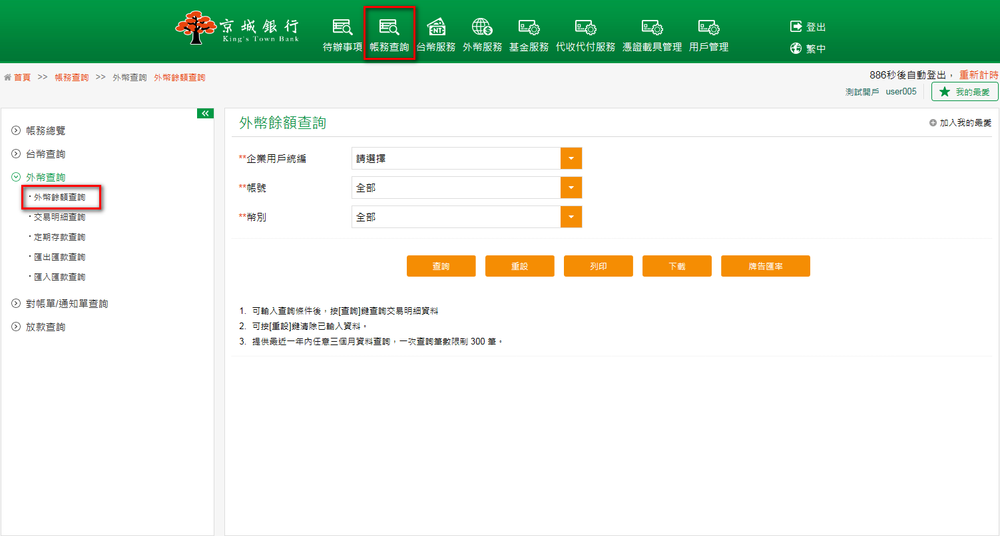 京城銀行
King's Town Bank
待辦事項 帳務查詢 台幣服務 外幣服務 基金服務 代收代付服務 憑證載具管理 用戶管理
登出
繁中
首頁 >> 帳務查詢 >> 外幣查詢 外幣餘額查詢
886秒後自動登出， 重新計時
測試開戶 user005 我的最愛
帳務總覽
台幣查詢
外幣查詢
·外幣餘額查詢
·交易明細查詢
·定期存款查詢
·匯出匯款查詢
·匯入匯款查詢
對帳單/通知單查詢
放款查詢
外幣餘額查詢
加入我的最愛
**企業用戶統編 請選擇
**帳號 全部
**幣別 全部
查詢 重設 列印 下載 牌告匯率
1. 可輸入查詢條件後，按[查詢]鍵查詢交易明細資料
2. 可按[重設]鍵清除已輸入資料。
3. 提供最近一年內任意三個月資料查詢，一次查詢筆數限制 300 筆。